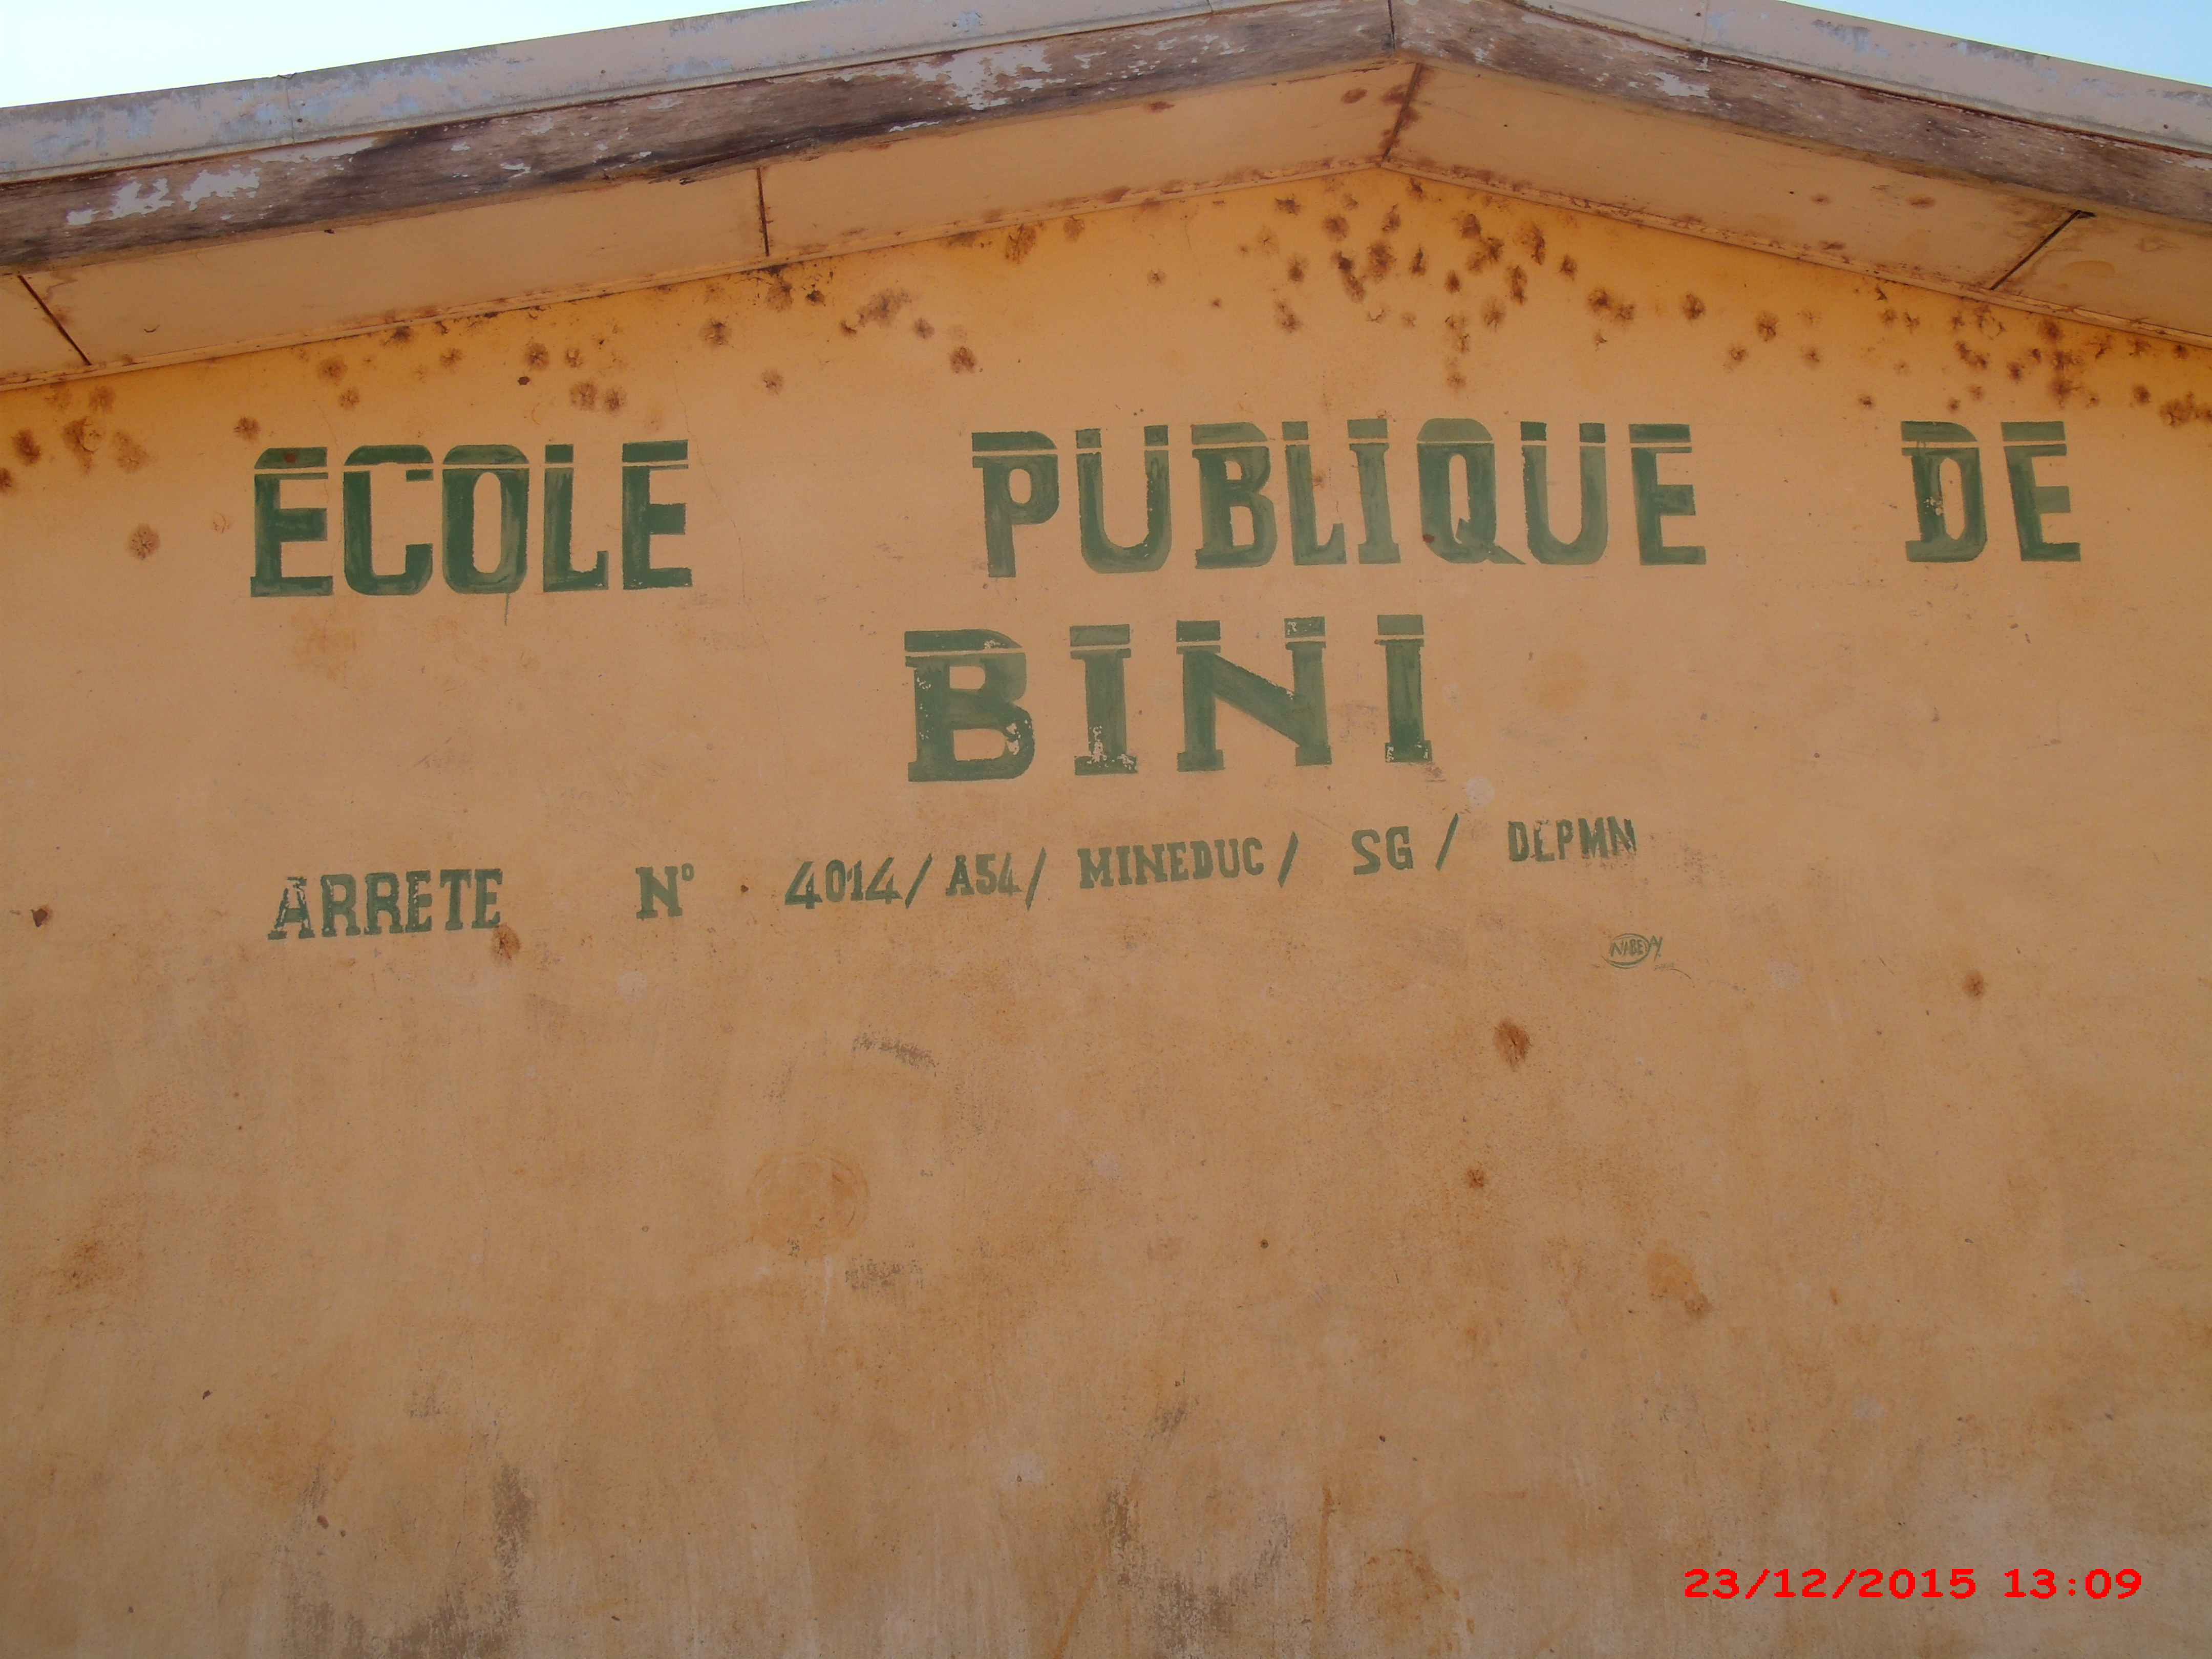 ECOLE PUBLIQUE DE
BINI
ARRETE N° 4014/ A54/ MINEDUC/ SG/ DEPMN
23/12/2015 13:09